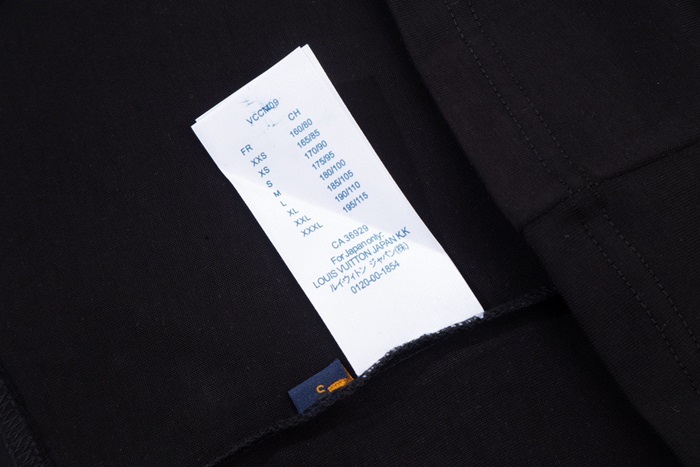 VCCM09
FR CH
XXS 160/80
XS 165/85
S 170/90
M 175/95
L 180/100
XL 185/105
XXL 190/110
XXXL 195/115
CA 36929
For Japan only:
LOUIS VUITTON JAPAN K.K
ルイ・ヴィトン ジャパン(株)
0120-00-1854
S